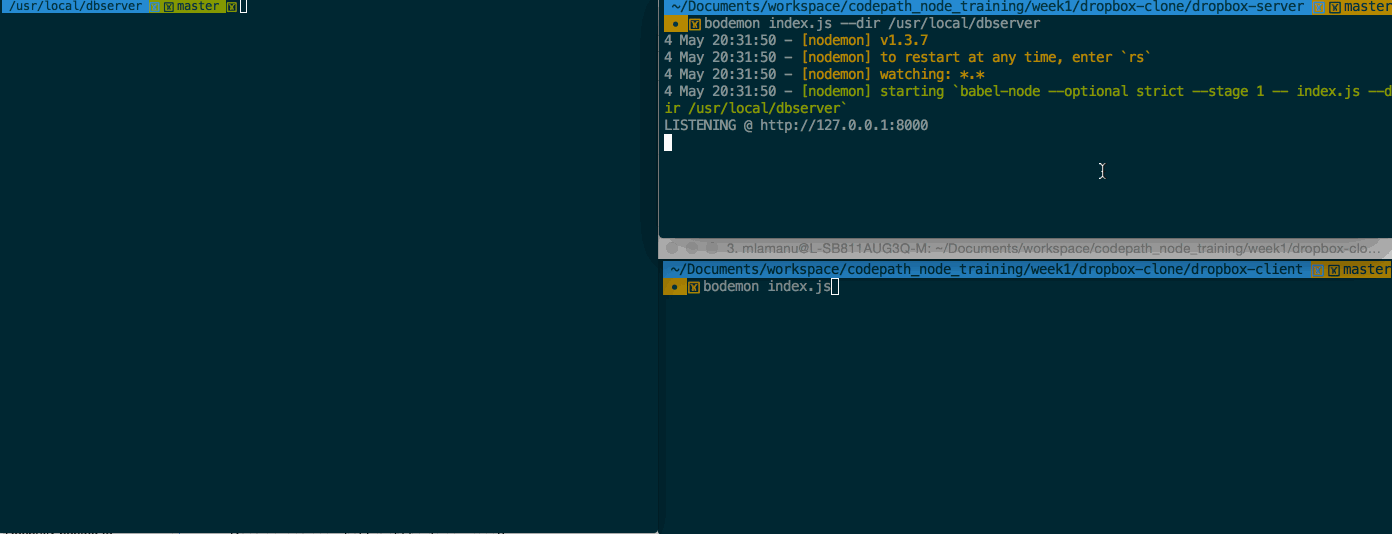 /usr/local/dbserver master
~/Documents/workspace/codepath_node_training/week1/dropbox-clone/dropbox-server master
bodemon index.js --dir /usr/local/dbserver
4 May 20:31:50 - [nodemon] v1.3.7
4 May 20:31:50 - [nodemon] to restart at any time, enter `rs`
4 May 20:31:50 - [nodemon] watching: *.*
4 May 20:31:50 - [nodemon] starting `babel-node --optional strict --stage 1 -- index.js --d
ir /usr/local/dbserver`
LISTENING @ http://127.0.0.1:8000
3. mlamanu@L-SB811AUG3Q-M: ~/Documents/workspace/codepath_node_training/week1/dropbox-clo...
~/Documents/workspace/codepath_node_training/week1/dropbox-clone/dropbox-client master
bodemon index.js